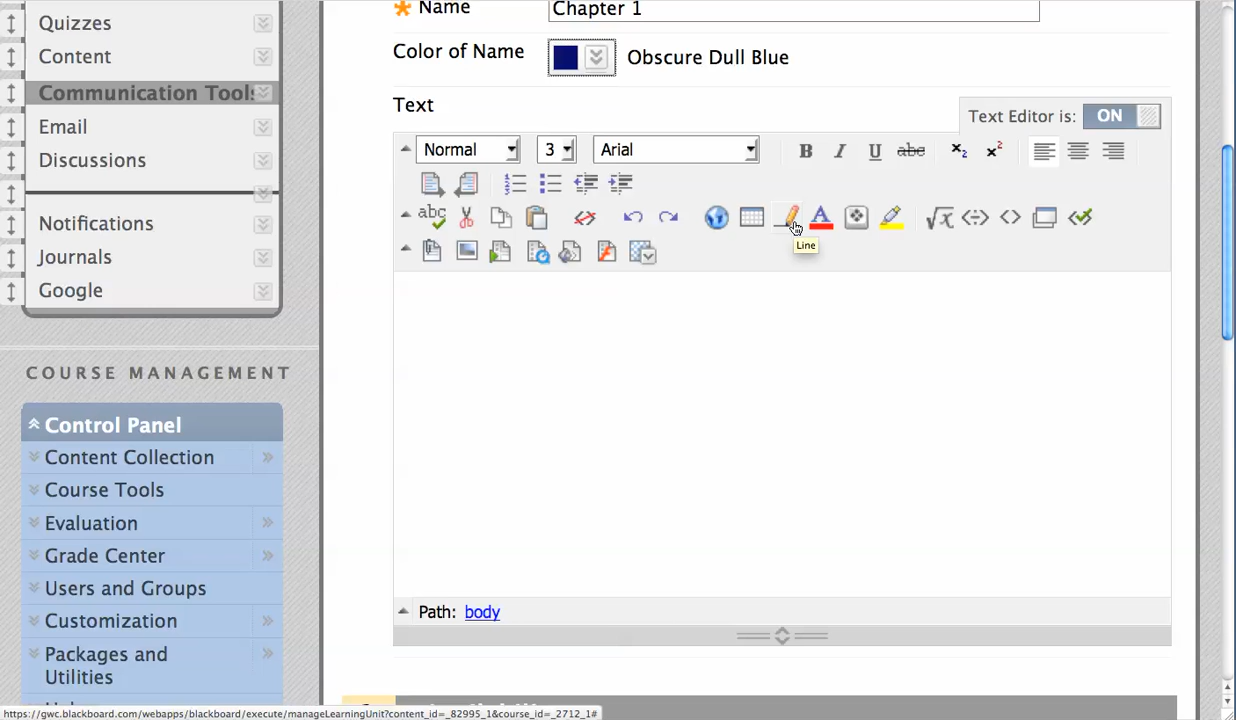 Quizzes
Content
Communication Tools
Email
Discussions
Notifications
Journals
Google
COURSE MANAGEMENT
Control Panel
Content Collection
Course Tools
Evaluation
Grade Center
Users and Groups
Customization
Packages and
Utilities
Name Chapter 1
Color of Name Obscure Dull Blue
Text
Text Editor is: ON
Normal 3 Arial B I U abc x₂ x²
abc A √x
Line
Path: body
https://gwc.blackboard.com/webapps/blackboard/execute/manageLearningUnit?content_id=_82995_1&course_id=_2712_1#